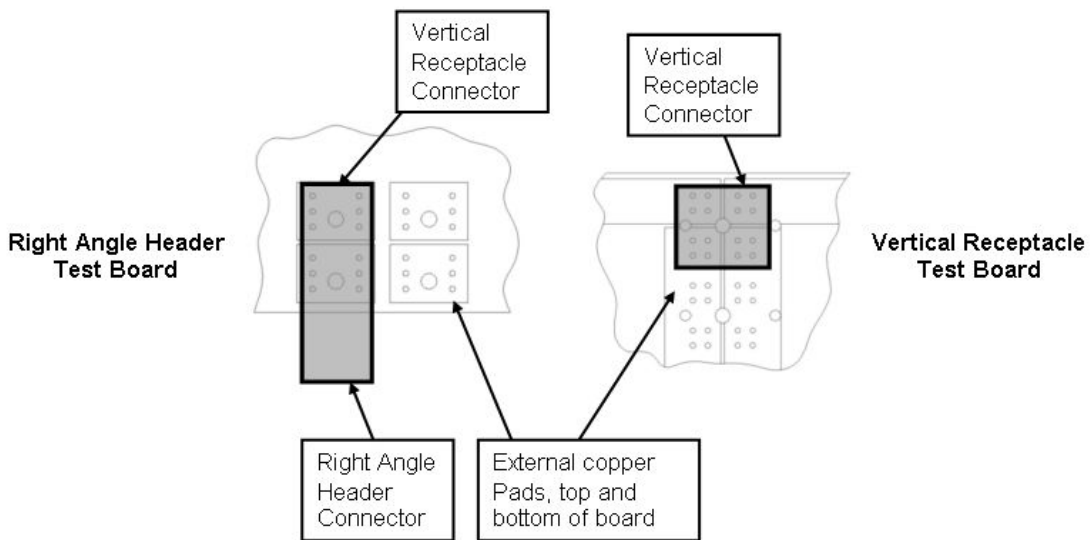 Vertical
Receptacle
Connector
Vertical
Receptacle
Connector
Right Angle Header
Test Board
Vertical Receptacle
Test Board
Right Angle
Header
Connector
External copper
Pads, top and
bottom of board